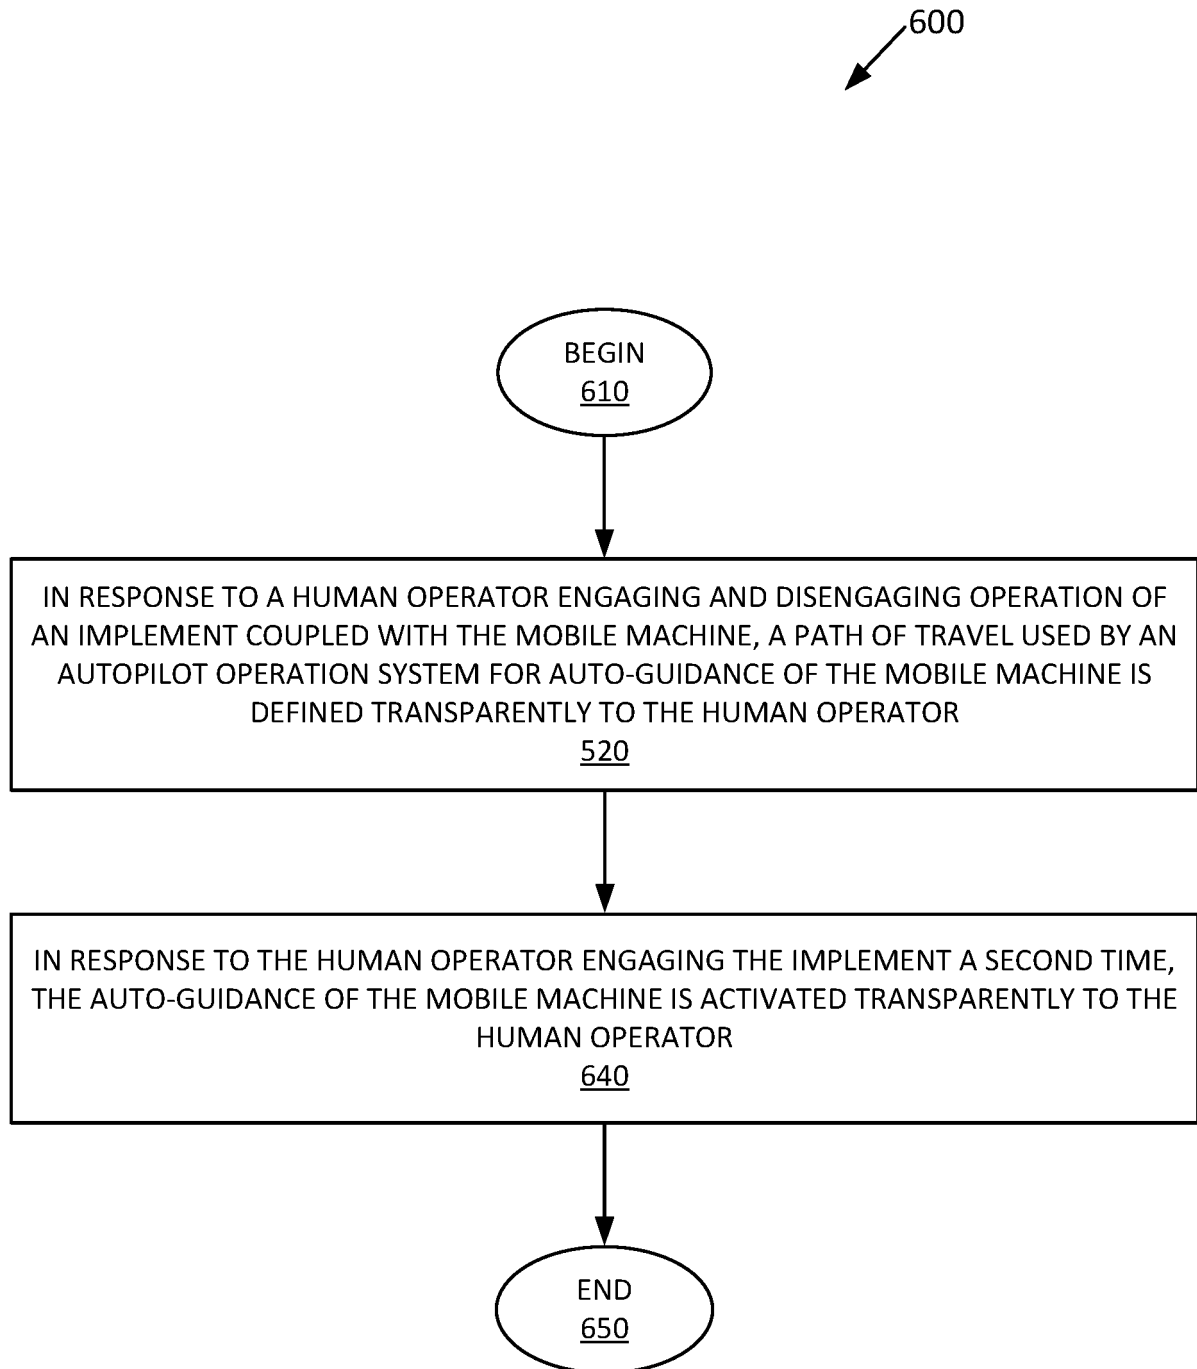 600
BEGIN
610
IN RESPONSE TO A HUMAN OPERATOR ENGAGING AND DISENGAGING OPERATION OF
AN IMPLEMENT COUPLED WITH THE MOBILE MACHINE, A PATH OF TRAVEL USED BY AN
AUTOPILOT OPERATION SYSTEM FOR AUTO-GUIDANCE OF THE MOBILE MACHINE IS
DEFINED TRANSPARENTLY TO THE HUMAN OPERATOR
520
IN RESPONSE TO THE HUMAN OPERATOR ENGAGING THE IMPLEMENT A SECOND TIME,
THE AUTO-GUIDANCE OF THE MOBILE MACHINE IS ACTIVATED TRANSPARENTLY TO THE
HUMAN OPERATOR
640
END
650